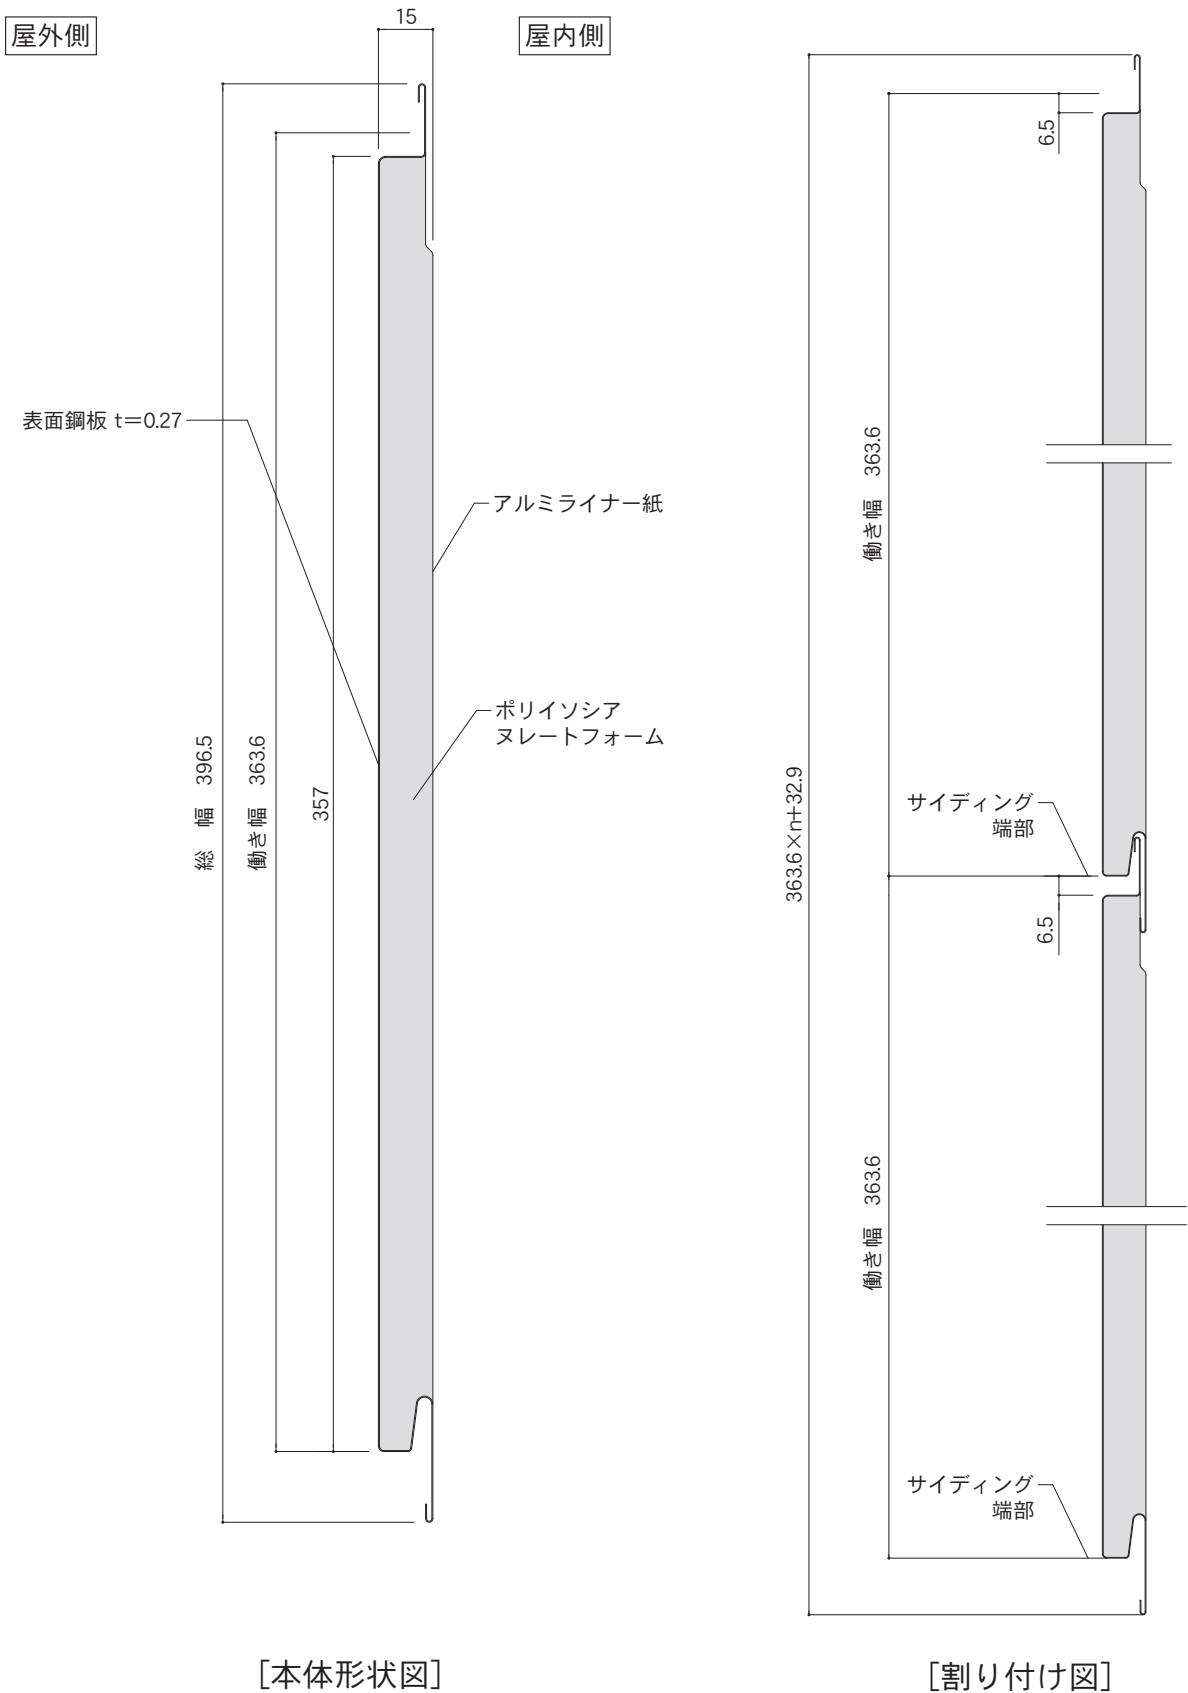 屋外側
15
屋内側
6.5
表面鋼板 t＝0.27
アルミライナー紙
ポリイソシア
ヌレートフォーム
総　幅　396.5
働き幅　363.6
357
[本体形状図]
働き幅　363.6
363.6×n+32.9
サイディング
端部
6.5
働き幅　363.6
サイディング
端部
[割り付け図]